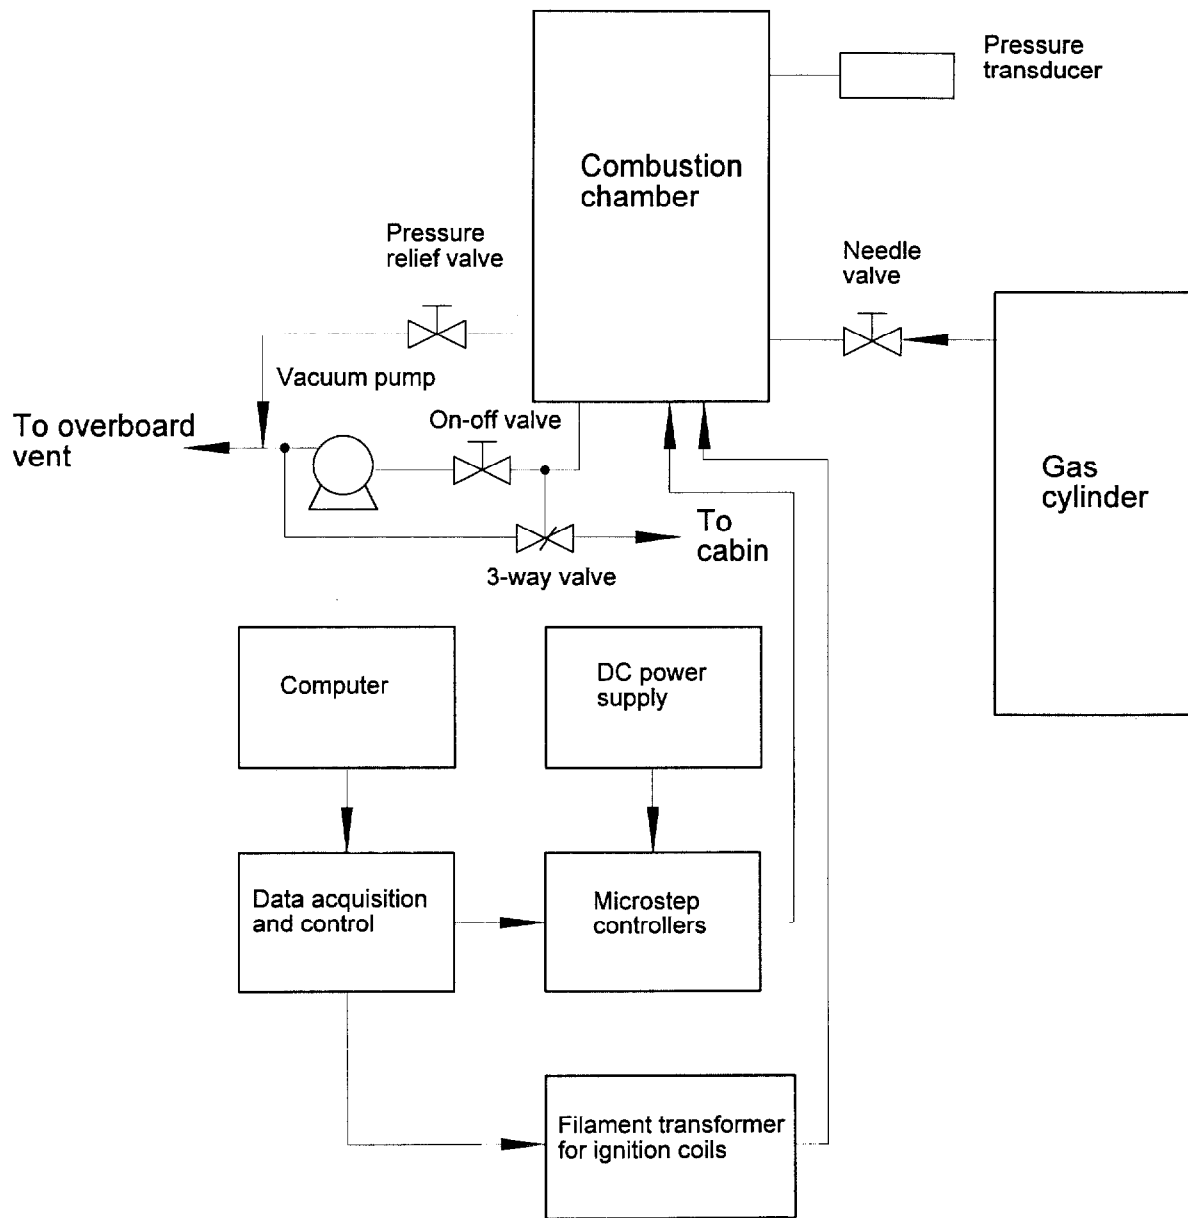 Pressure
transducer
Combustion
chamber
Pressure
relief valve
Needle
valve
Vacuum pump
On-off valve
To overboard
vent
Gas
cylinder
To
cabin
3-way valve
Computer
DC power
supply
Data acquisition
and control
Microstep
controllers
Filament transformer
for ignition coils